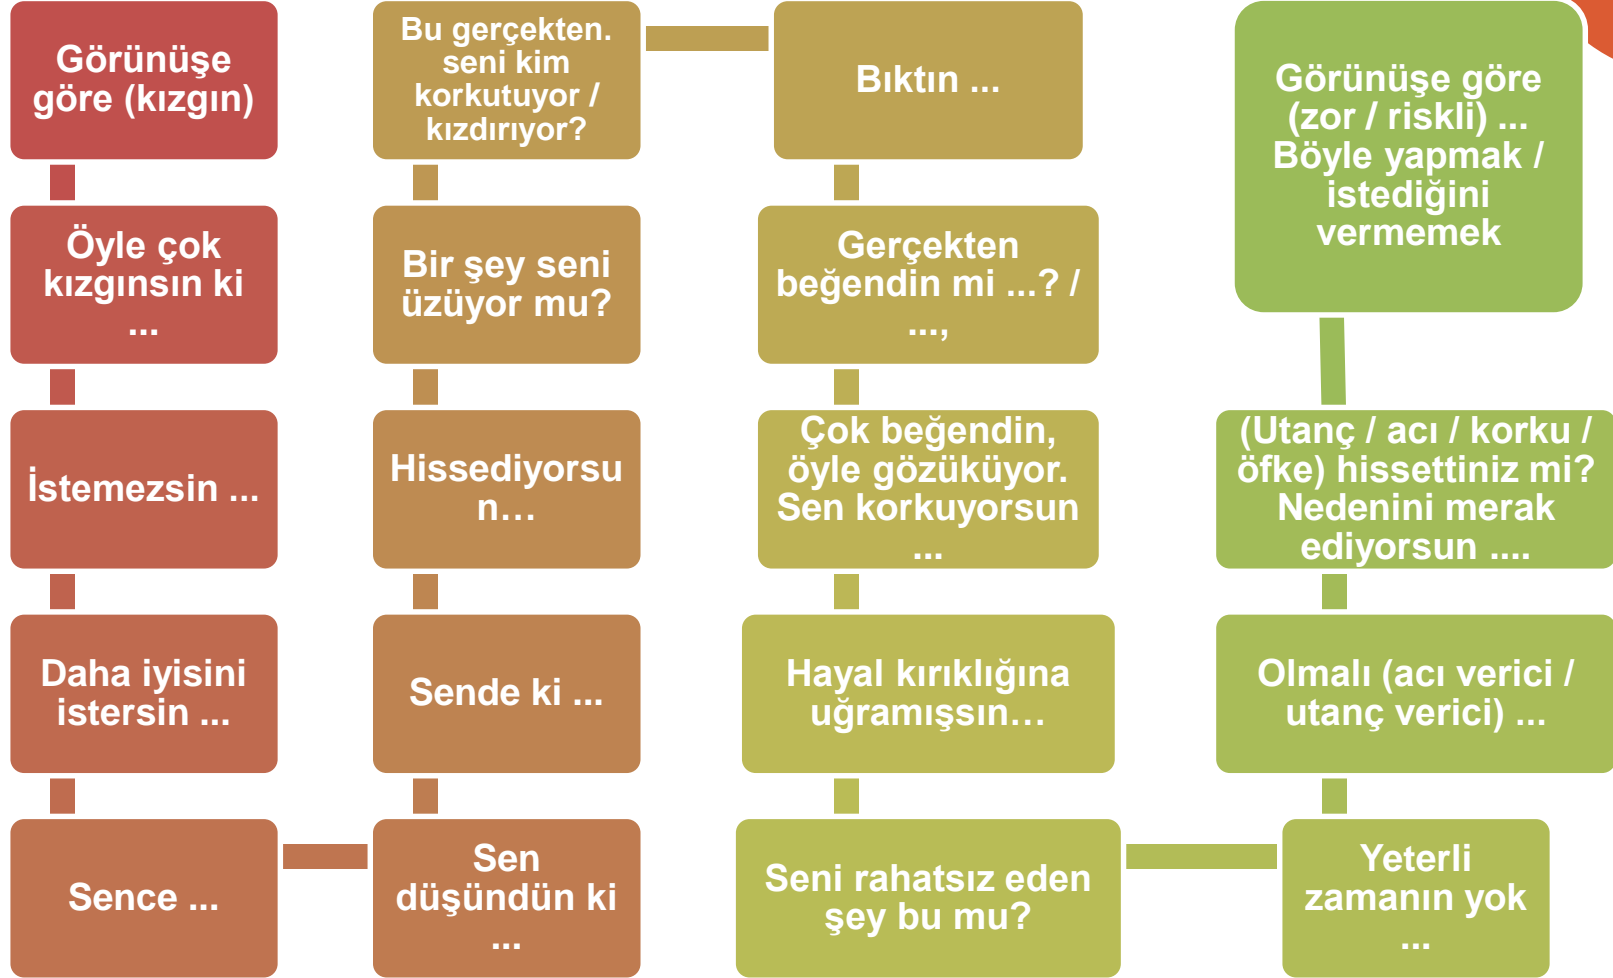 Görünüşe
göre (kızgın)
Öyle çok
kızgınsın ki
...
İstemezsin ...
Daha iyisini
istersin ...
Sence ...
Sen
düşündün ki
...
Sende ki ...
Hissediyorsu
n…
Bir şey seni
üzüyor mu?
Bu gerçekten.
seni kim
korkutuyor /
kızdırıyor?
Bıktın ...
Gerçekten
beğendin mi ...? /
...,
Çok beğendin,
öyle gözüküyor.
Sen korkuyorsun
...
Hayal kırıklığına
uğramışsın…
Seni rahatsız eden
şey bu mu?
Yeterli
zamanın yok
...
Olmalı (acı verici /
utanç verici) ...
(Utanç / acı / korku /
öfke) hissettiniz mi?
Nedenini merak
ediyorsun ....
Görünüşe göre
(zor / riskli) ...
Böyle yapmak /
istediğini
vermemek